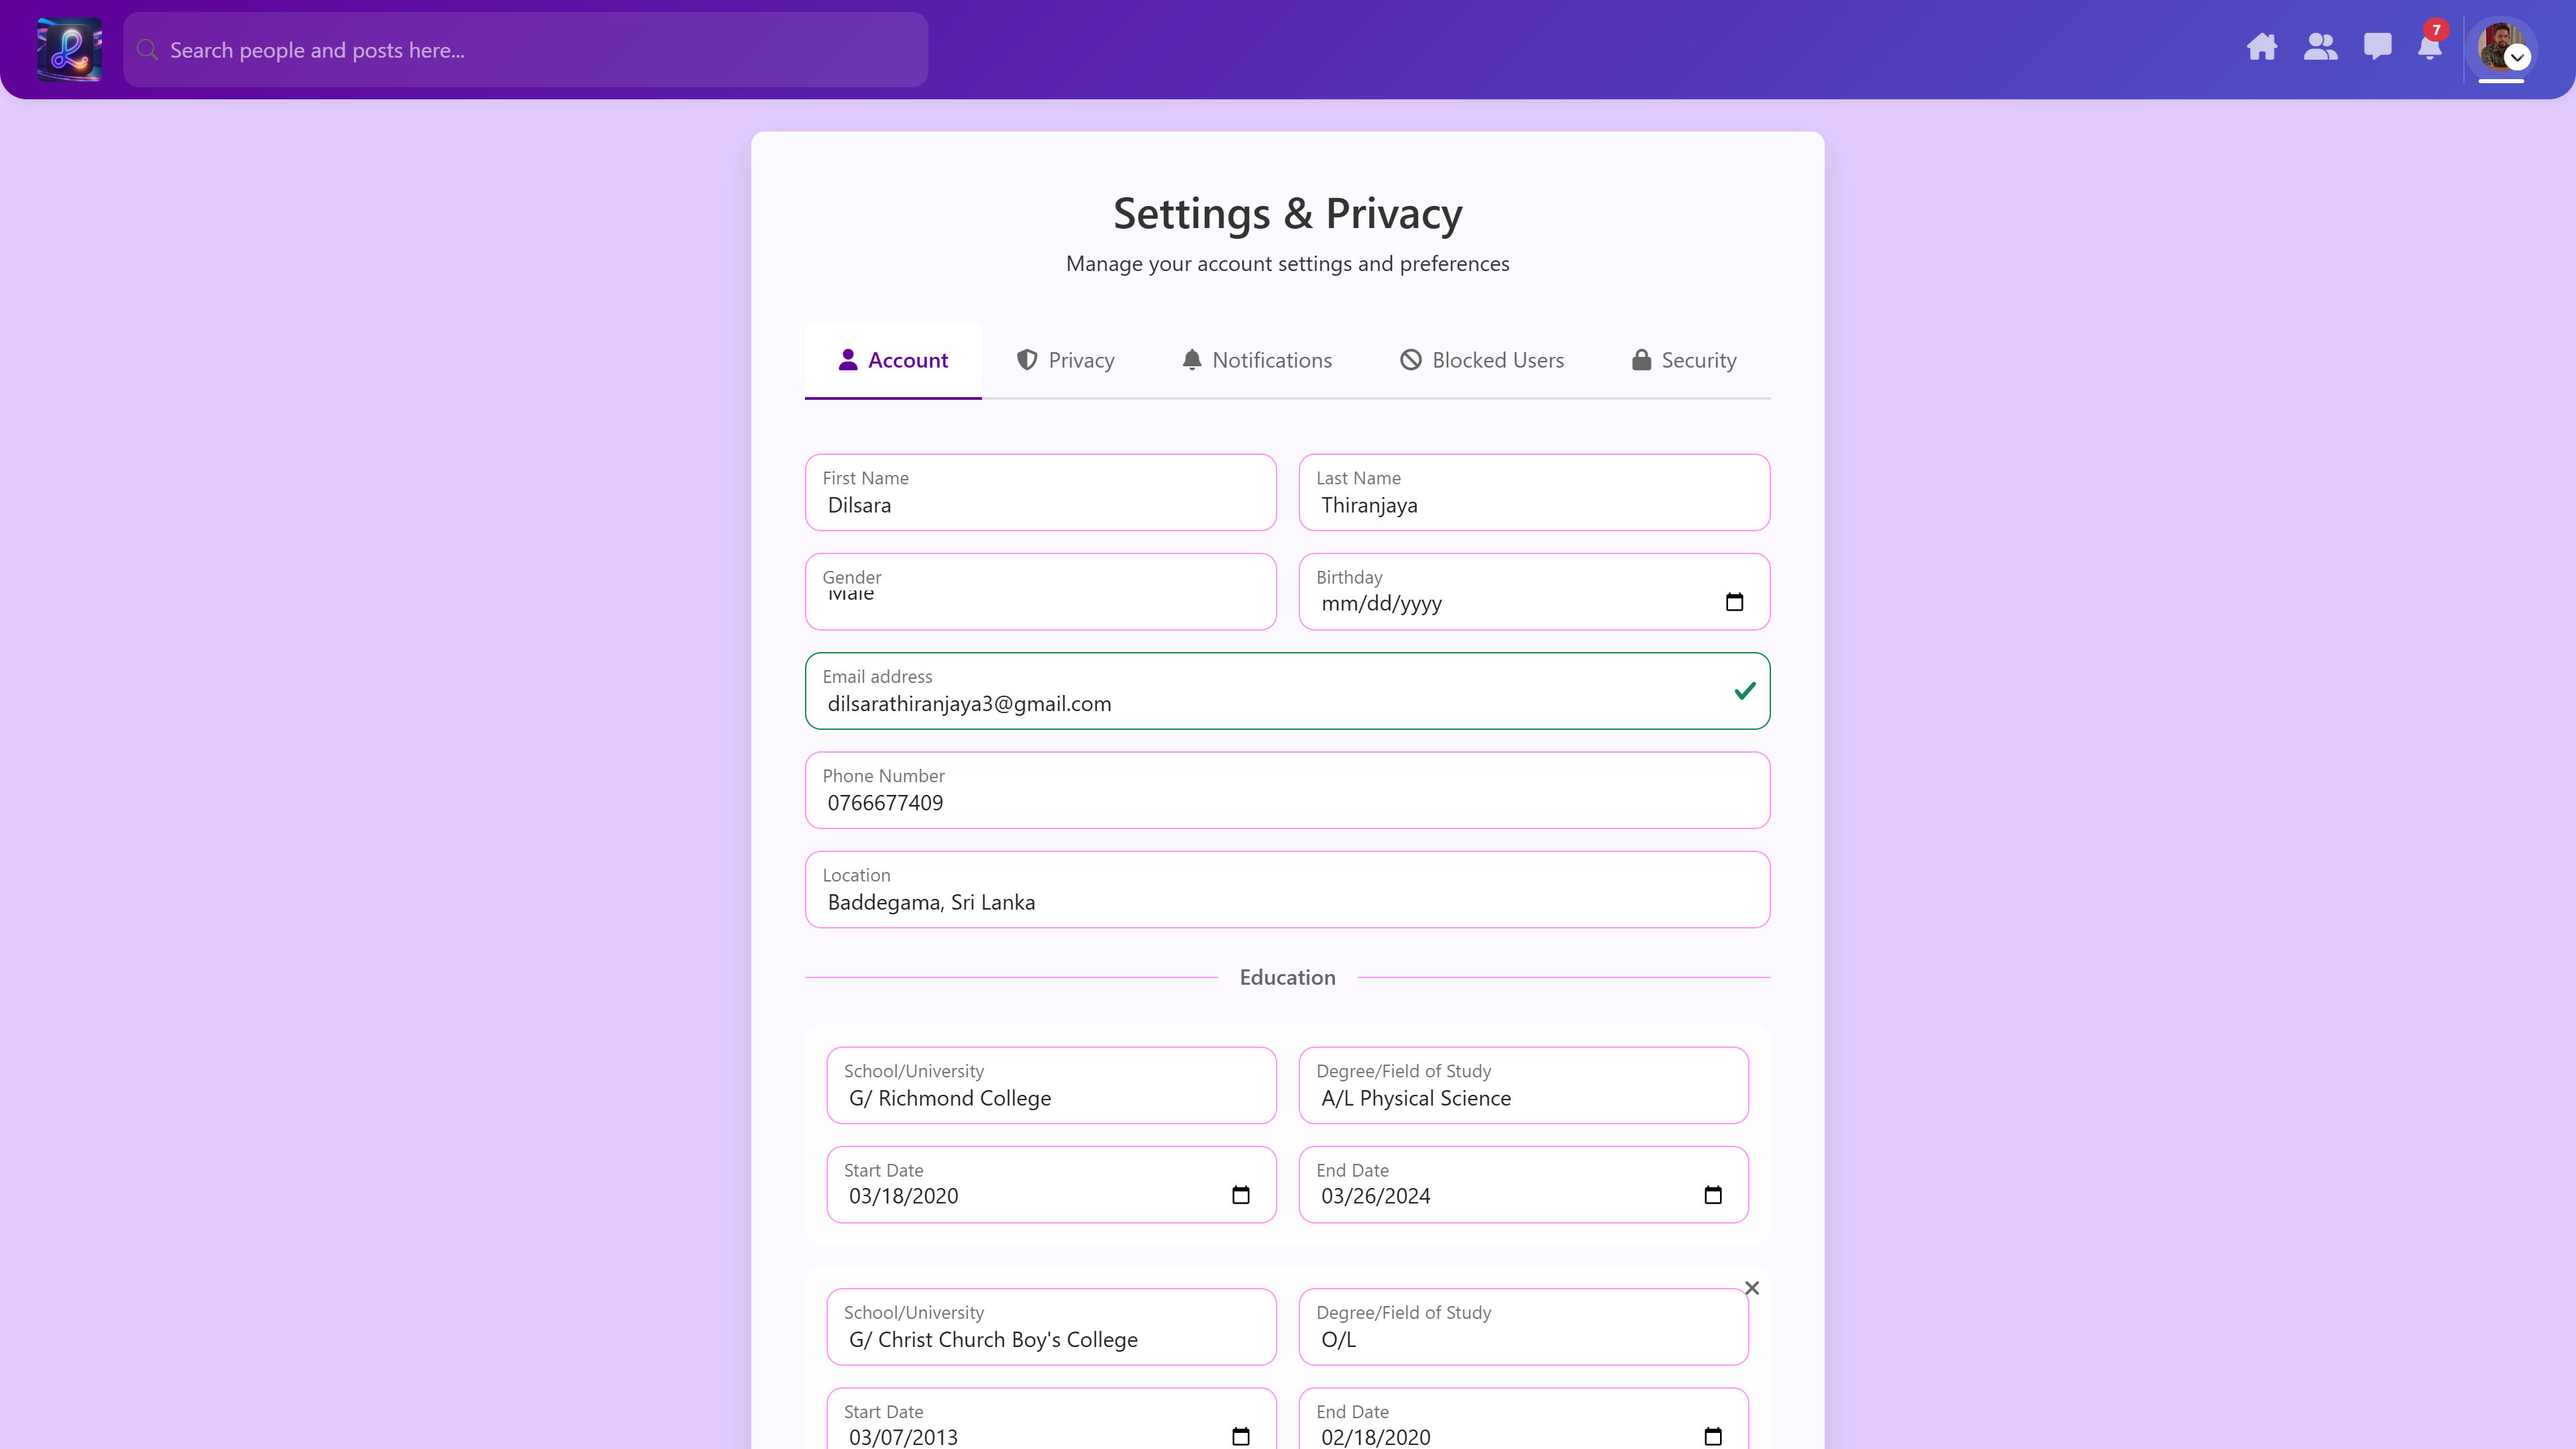 Search people and posts here...
7
Settings & Privacy
Manage your account settings and preferences
Account
Privacy
Notifications
Blocked Users
Security
First Name
Dilsara
Last Name
Thiranjaya
Gender
Male
Birthday
mm/dd/yyyy
Email address
dilsarathiranjaya3@gmail.com
Phone Number
0766677409
Location
Baddegama, Sri Lanka
Education
School/University
G/ Richmond College
Degree/Field of Study
A/L Physical Science
Start Date
03/18/2020
End Date
03/26/2024
School/University
G/ Christ Church Boy's College
Degree/Field of Study
O/L
Start Date
03/07/2013
End Date
02/18/2020